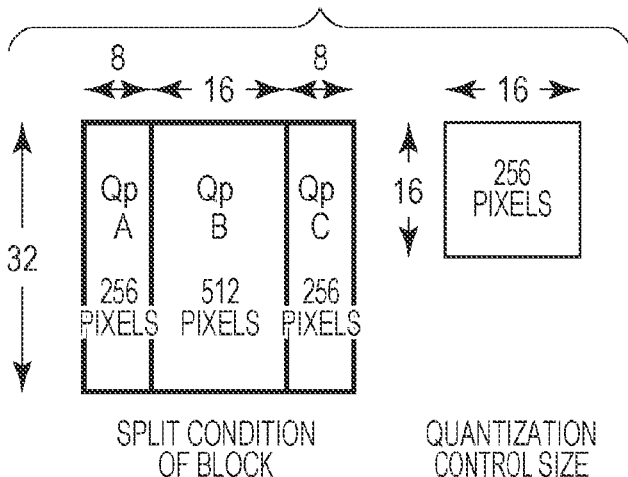 8 16 8 16
Qp A
Qp B
Qp C
32
256 PIXELS
512 PIXELS
256 PIXELS
16
256 PIXELS
SPLIT CONDITION
OF BLOCK
QUANTIZATION
CONTROL SIZE